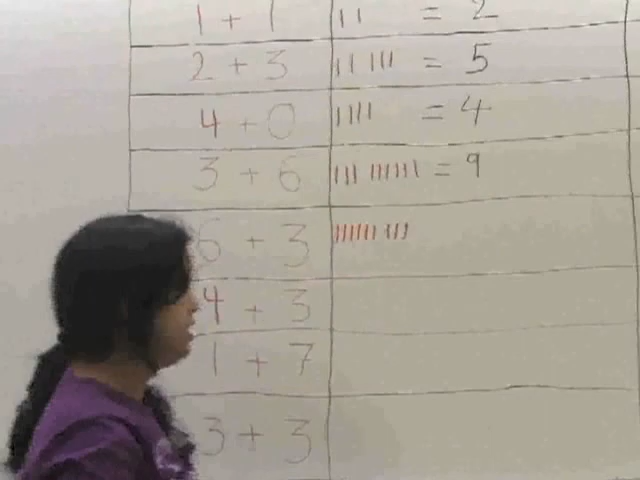 1 + 1 || = 2
2 + 3 || ||| = 5
4 + 0 |||| = 4
3 + 6 ||| |||||| = 9
6 + 3 |||||| |||
4 + 3
1 + 7
3 + 3